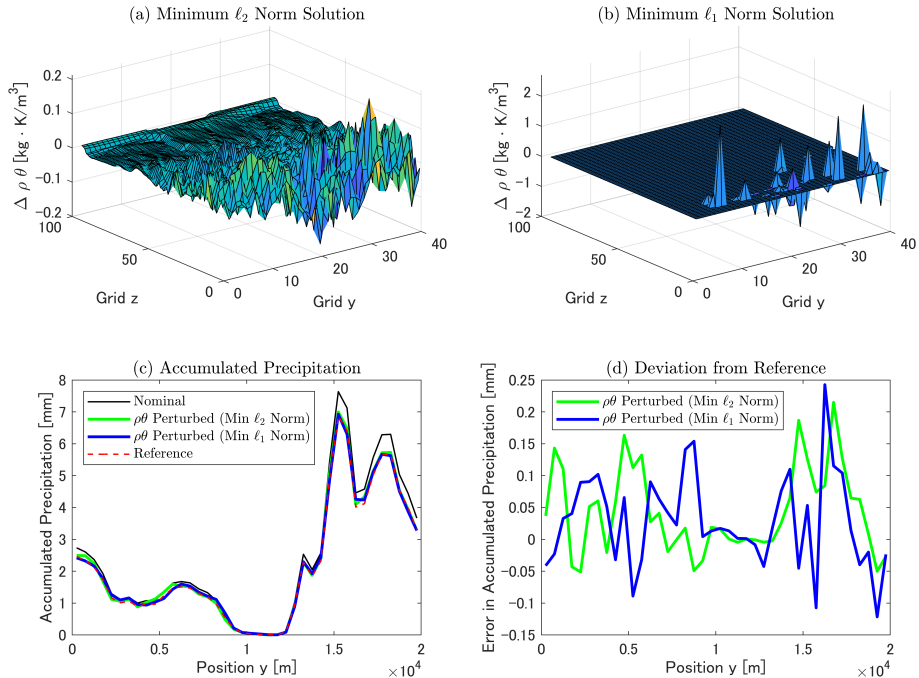 (a) Minimum ℓ₂ Norm Solution
0.2
0.1
0
-0.1
-0.2
Δ ρ θ [kg · K/m³]
100
50
0
Grid z
0
10
20
30
40
Grid y
(b) Minimum ℓ₁ Norm Solution
2
1
0
-1
-2
Δ ρ θ [kg · K/m³]
100
50
0
Grid z
0
10
20
30
40
Grid y
(c) Accumulated Precipitation
8
7
6
5
4
3
2
1
0
Accumulated Precipitation [mm]
Nominal
ρθ Perturbed (Min ℓ₂ Norm)
ρθ Perturbed (Min ℓ₁ Norm)
Reference
0
0.5
1
1.5
2
Position y [m]
×10⁴
(d) Deviation from Reference
0.25
0.2
0.15
0.1
0.05
0
-0.05
-0.1
-0.15
Error in Accumulated Precipitation [mm]
ρθ Perturbed (Min ℓ₂ Norm)
ρθ Perturbed (Min ℓ₁ Norm)
0
0.5
1
1.5
2
Position y [m]
×10⁴